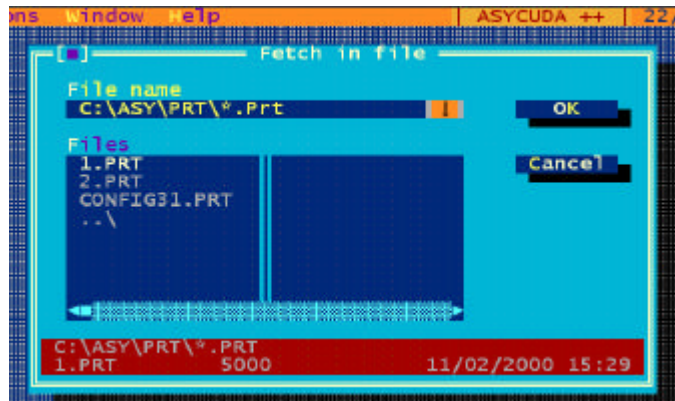 ons Window Help ASYCUDA ++ 22/
Fetch in file
File name
C:\ASY\PRT\*.Prt
OK
Files
1.PRT
Cancel
2.PRT
CONFIG31.PRT
..\
C:\ASY\PRT\*.PRT
1.PRT 5000 11/02/2000 15:29